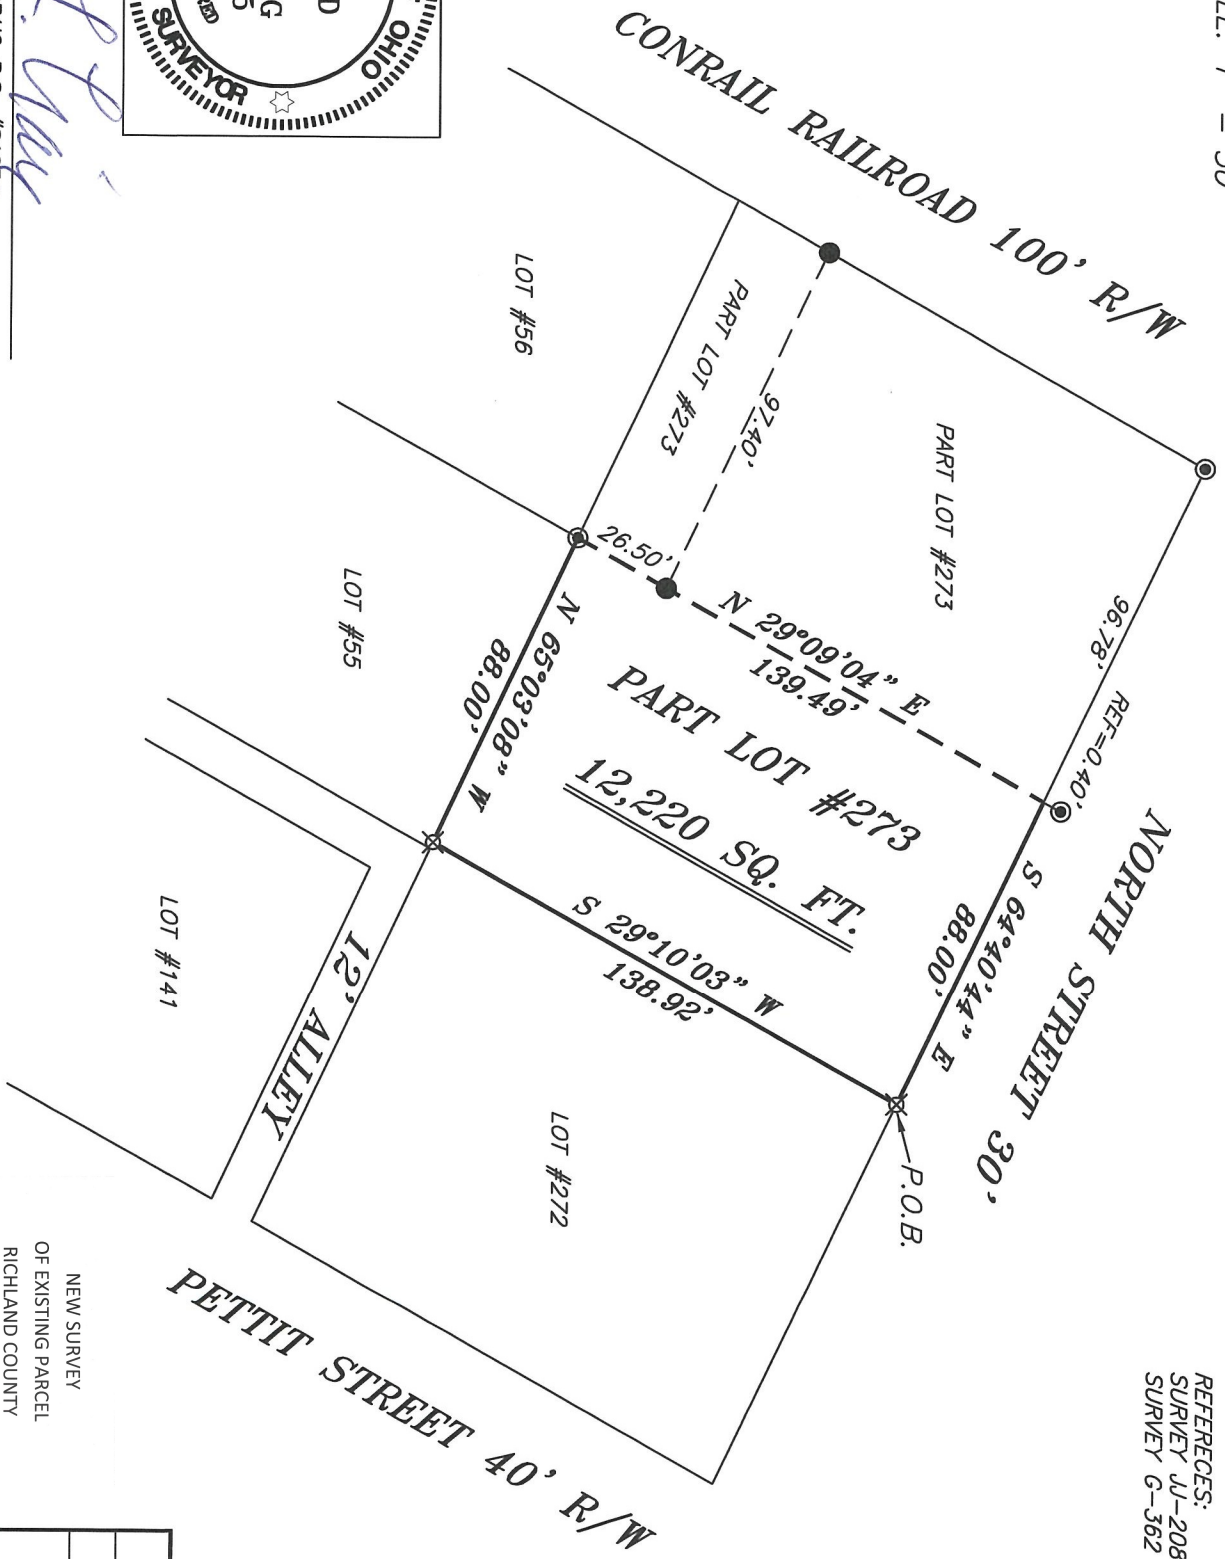 REFERECES:
SURVEY JJ-208
SURVEY G-362
CONRAIL RAILROAD 100' R/W
NORTH STREET 30'
96.78'
REF=0.40'
PART LOT #273
97.40'
PART LOT #273
S 64°40'44" E
88.00'
P.O.B.
N 29°09'04" E
139.49'
26.50'
PART LOT #273
12,220 SQ. FT.
S 29°10'03" W
138.92'
N 65°03'08" W
88.00'
LOT #56
LOT #55
LOT #272
12' ALLEY
LOT #141
PETTIT STREET 40' R/W
OHIO
SURVEYOR
NEW SURVEY
OF EXISTING PARCEL
RICHLAND COUNTY